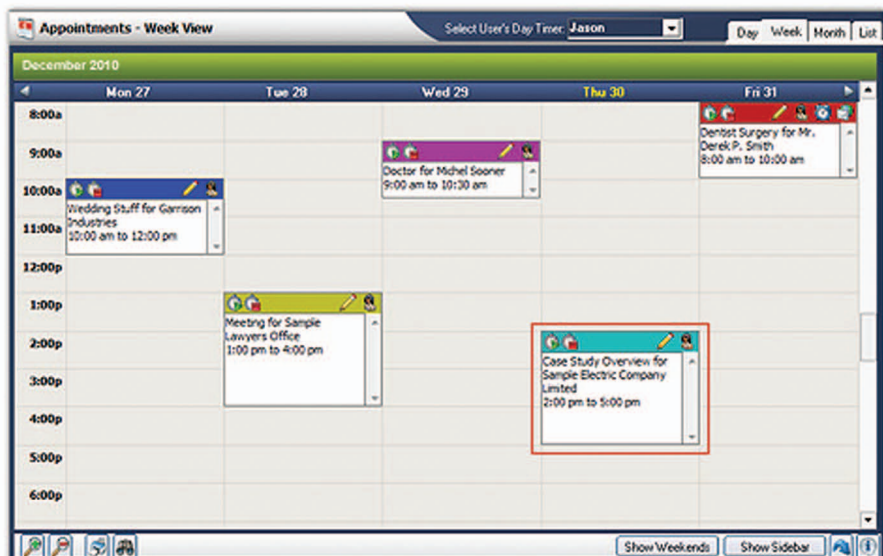 Appointments - Week View
Select User's Day Timer: Jason
Day Week Month List
December 2010
Mon 27 Tue 28 Wed 29 Thu 30 Fri 31
8:00a
9:00a
10:00a
11:00a
12:00p
1:00p
2:00p
3:00p
4:00p
5:00p
6:00p
Wedding Stuff for Garrison
Industries
10:00 am to 12:00 pm
Meeting for Sample
Lawyers Office
1:00 pm to 4:00 pm
Doctor for Michel Sooner
9:00 am to 10:30 am
Case Study Overview for
Sample Electric Company
Limited
2:00 pm to 5:00 pm
Dentist Surgery for Mr.
Derek P. Smith
8:00 am to 10:00 am
Show Weekends Show Sidebar